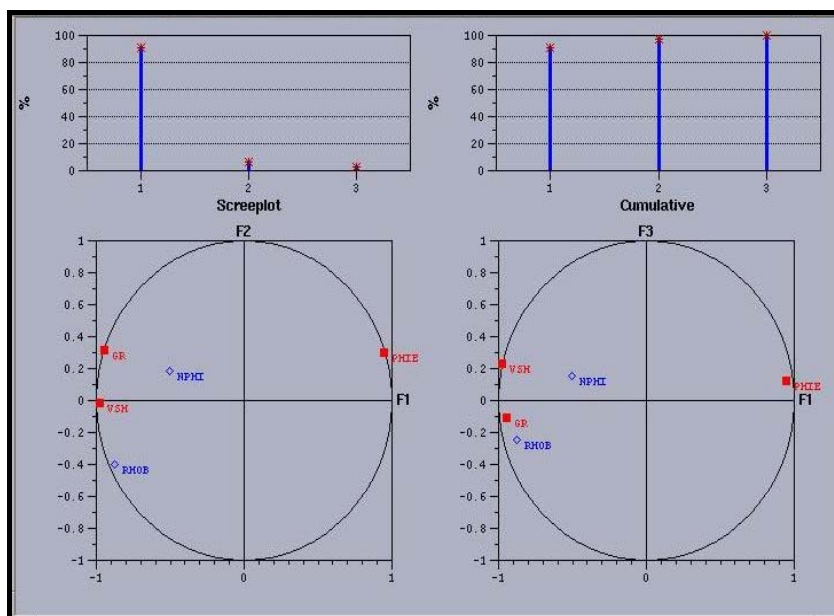 100
80
60
40
20
0
%
1 2 3
Screeplot
100
80
60
40
20
0
%
1 2 3
Cumulative
F2
1
0.8
0.6
0.4
0.2
0
-0.2
-0.4
-0.6
-0.8
-1
-1 0 1
GR
PHIE
NPHI
F1
VSH
RHOB
F3
1
0.8
0.6
0.4
0.2
0
-0.2
-0.4
-0.6
-0.8
-1
-1 0 1
VSH
NPHI
PHIE
F1
GR
RHOB